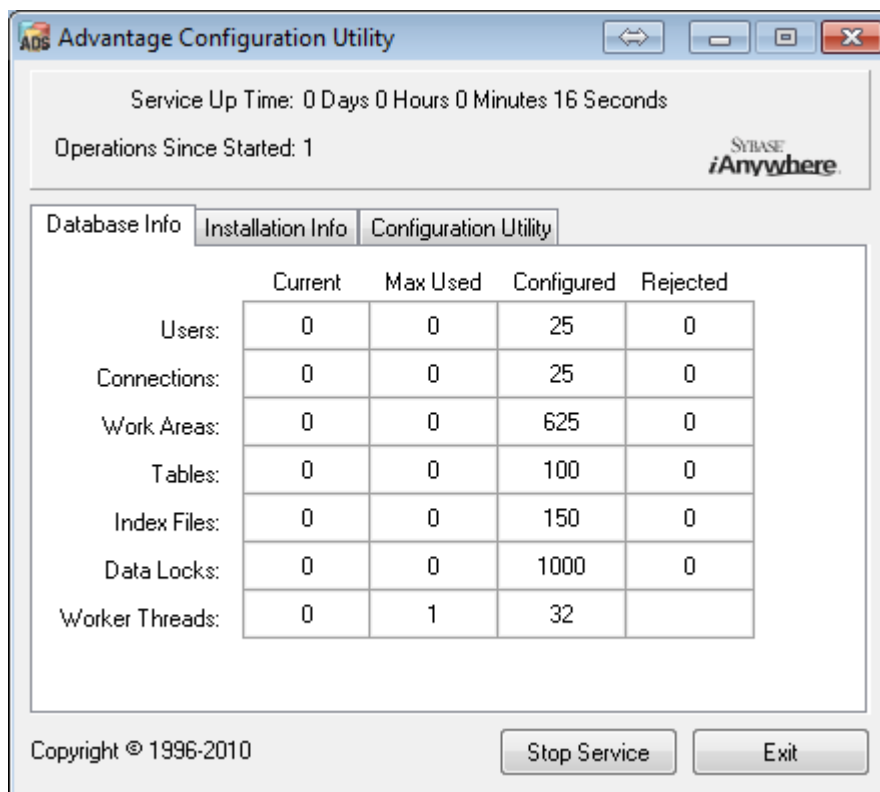 ADS Advantage Configuration Utility
Service Up Time: 0 Days 0 Hours 0 Minutes 16 Seconds
Operations Since Started: 1
SYBASE
iAnywhere.
Database Info Installation Info Configuration Utility
Current Max Used Configured Rejected
Users: 0 0 25 0
Connections: 0 0 25 0
Work Areas: 0 0 625 0
Tables: 0 0 100 0
Index Files: 0 0 150 0
Data Locks: 0 0 1000 0
Worker Threads: 0 1 32
Copyright © 1996-2010 Stop Service Exit